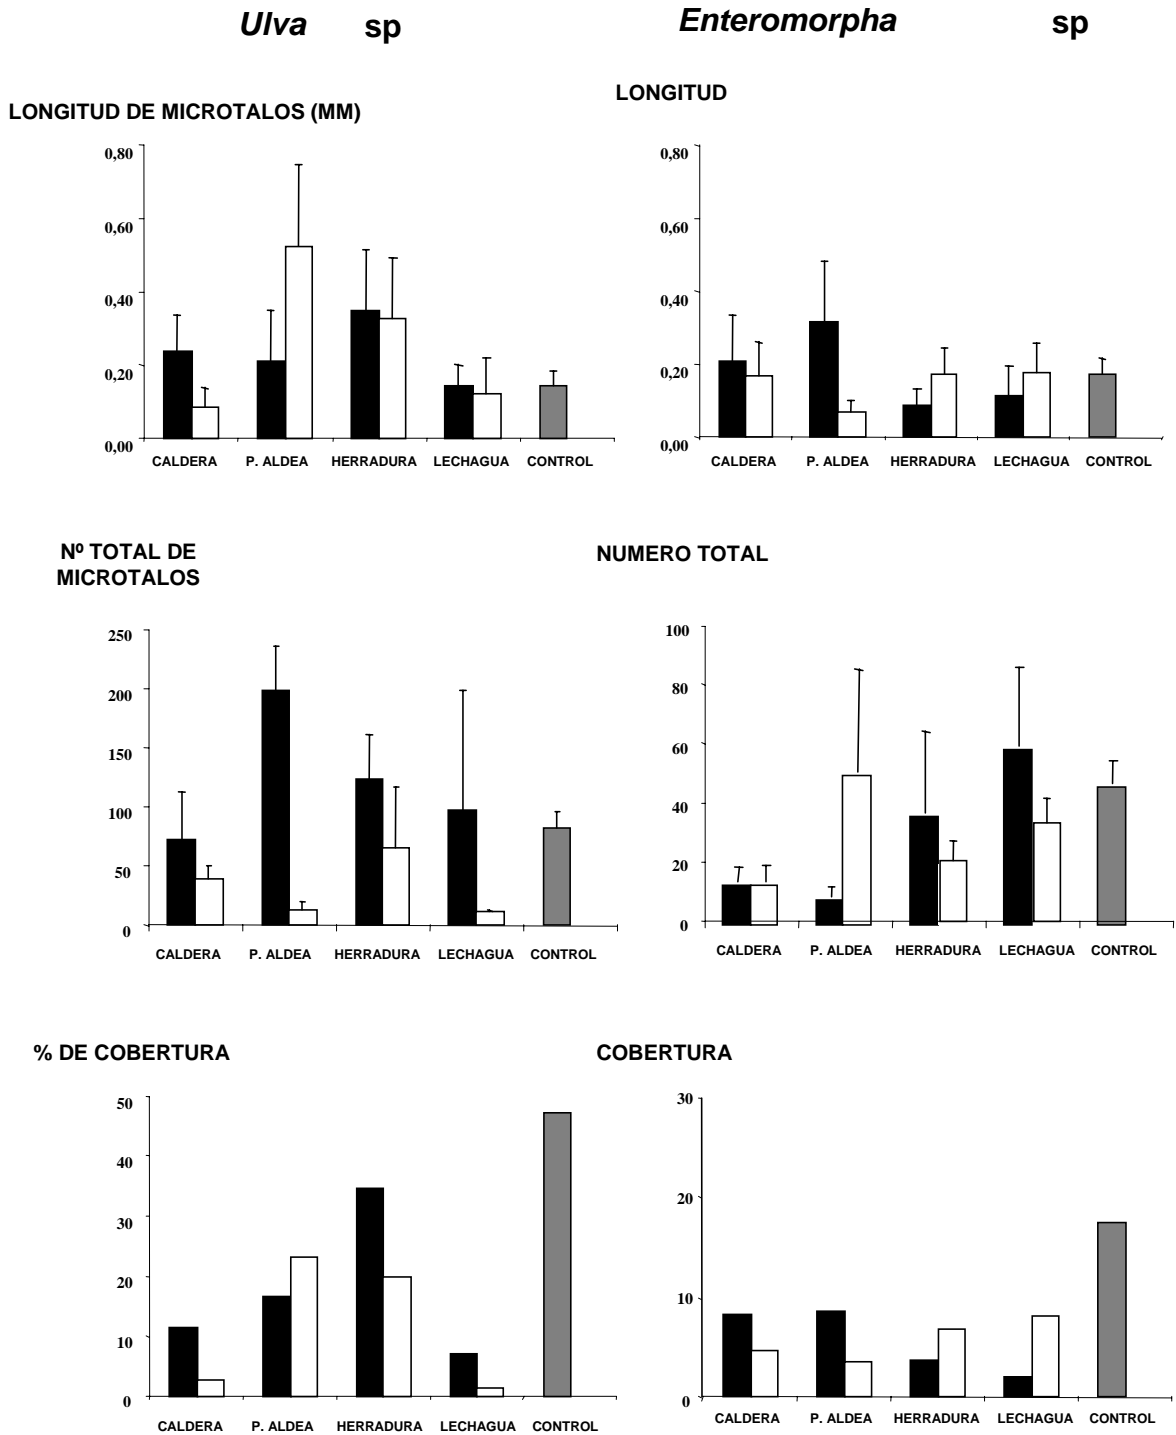 Ulva sp
Enteromorpha sp
LONGITUD DE MICROTALOS (MM)
0,80
0,60
0,40
0,20
0,00
CALDERA P. ALDEA HERRADURA LECHAGUA CONTROL
LONGITUD
0,80
0,60
0,40
0,20
0,00
CALDERA P. ALDEA HERRADURA LECHAGUA CONTROL
Nº TOTAL DE
MICROTALOS
250
200
150
100
50
0
CALDERA P. ALDEA HERRADURA LECHAGUA CONTROL
NUMERO TOTAL
100
80
60
40
20
0
CALDERA P. ALDEA HERRADURA LECHAGUA CONTROL
% DE COBERTURA
50
40
30
20
10
0
CALDERA P. ALDEA HERRADURA LECHAGUA CONTROL
COBERTURA
30
20
10
0
CALDERA P. ALDEA HERRADURA LECHAGUA CONTROL